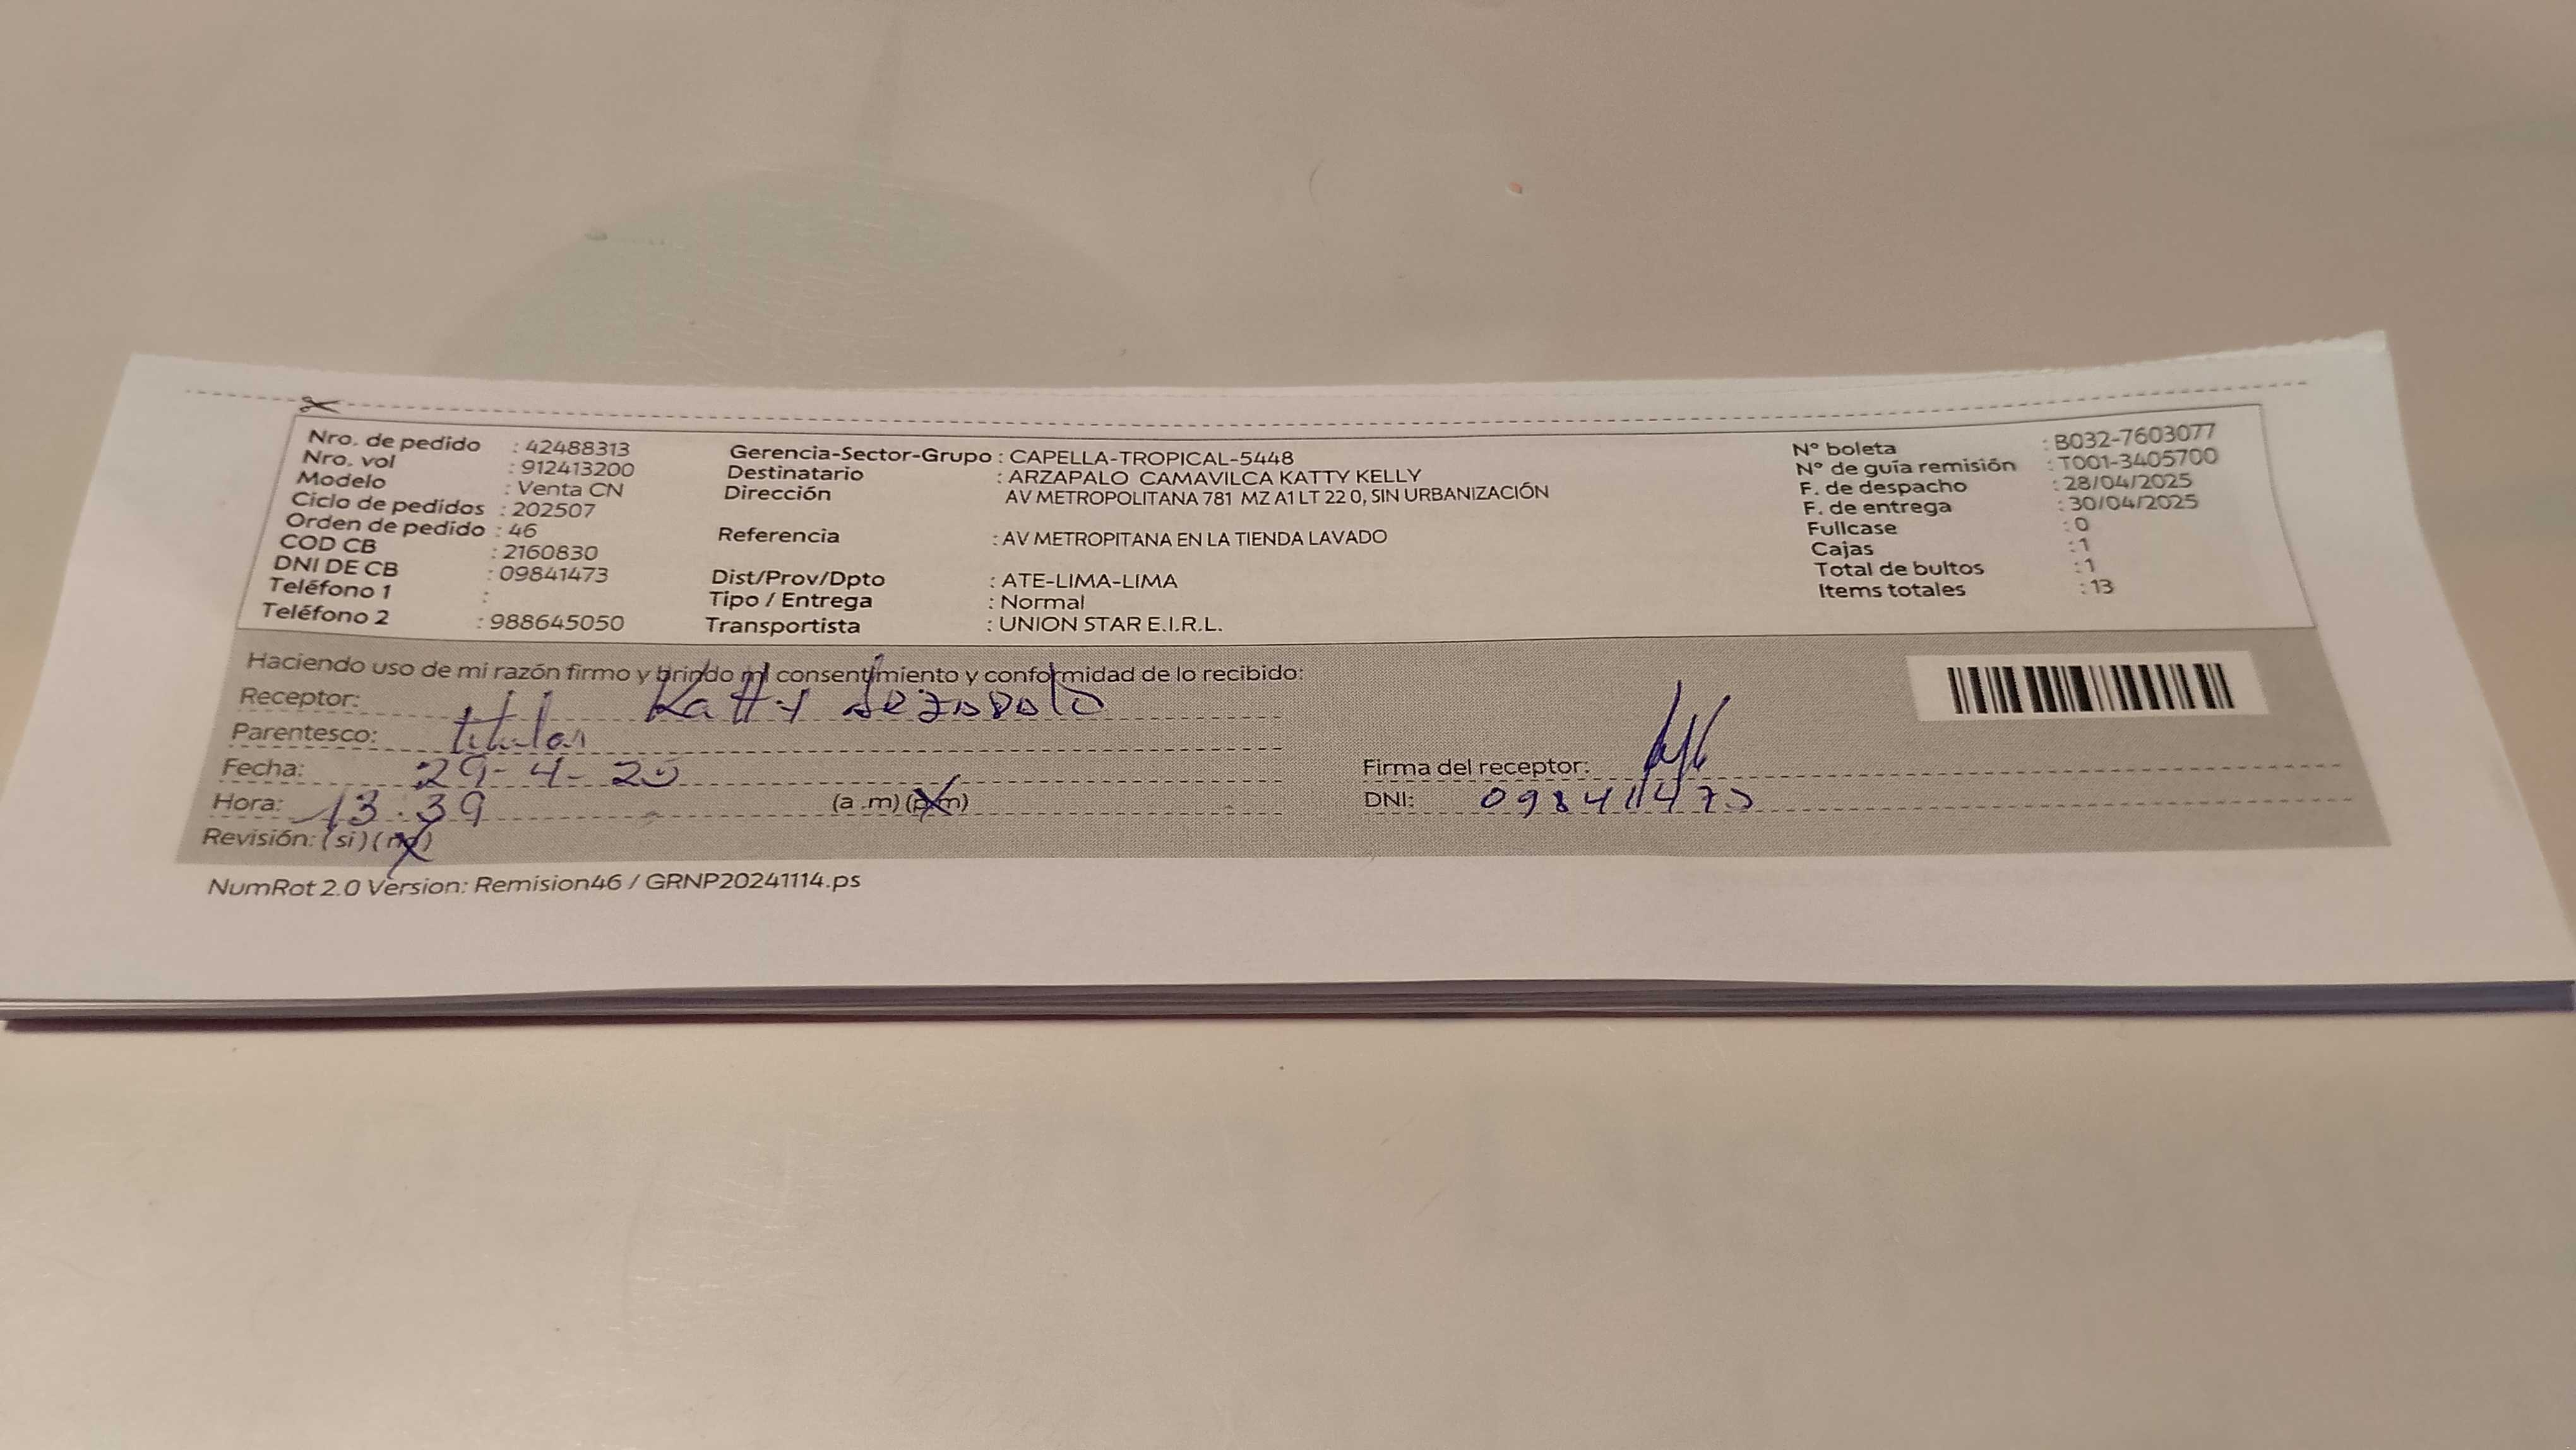 Nro. de pedido : 42488313
Nro. vol : 912413200
Modelo : Venta CN
Ciclo de pedidos : 202507
Orden de pedido : 46
COD CB : 2160830
DNI DE CB : 09841473
Teléfono 1 :
Teléfono 2 : 988645050
Gerencia-Sector-Grupo : CAPELLA-TROPICAL-5448
Destinatario : ARZAPALO CAMAVILCA KATTY KELLY
Dirección AV METROPOLITANA 781 MZ A1 LT 22 0, SIN URBANIZACIÓN
Referencia : AV METROPITANA EN LA TIENDA LAVADO
Dist/Prov/Dpto : ATE-LIMA-LIMA
Tipo / Entrega : Normal
Transportista : UNION STAR E.I.R.L.
N° boleta : B032-7603077
N° de guía remisión : T001-3405700
F. de despacho : 28/04/2025
F. de entrega : 30/04/2025
Fullcase : 0
Cajas : 1
Total de bultos : 1
Items totales : 13
Haciendo uso de mi razón firmo y brindo mi consentimiento y conformidad de lo recibido:
Receptor: Katty Arzapalo
Parentesco: titular
Fecha: 29-4-25
Hora: 13:39 (a .m) (p.m)
Revisión: (si) (no)
Firma del receptor:
DNI: 09841473
NumRot 2.0 Version: Remision46 / GRNP20241114.ps